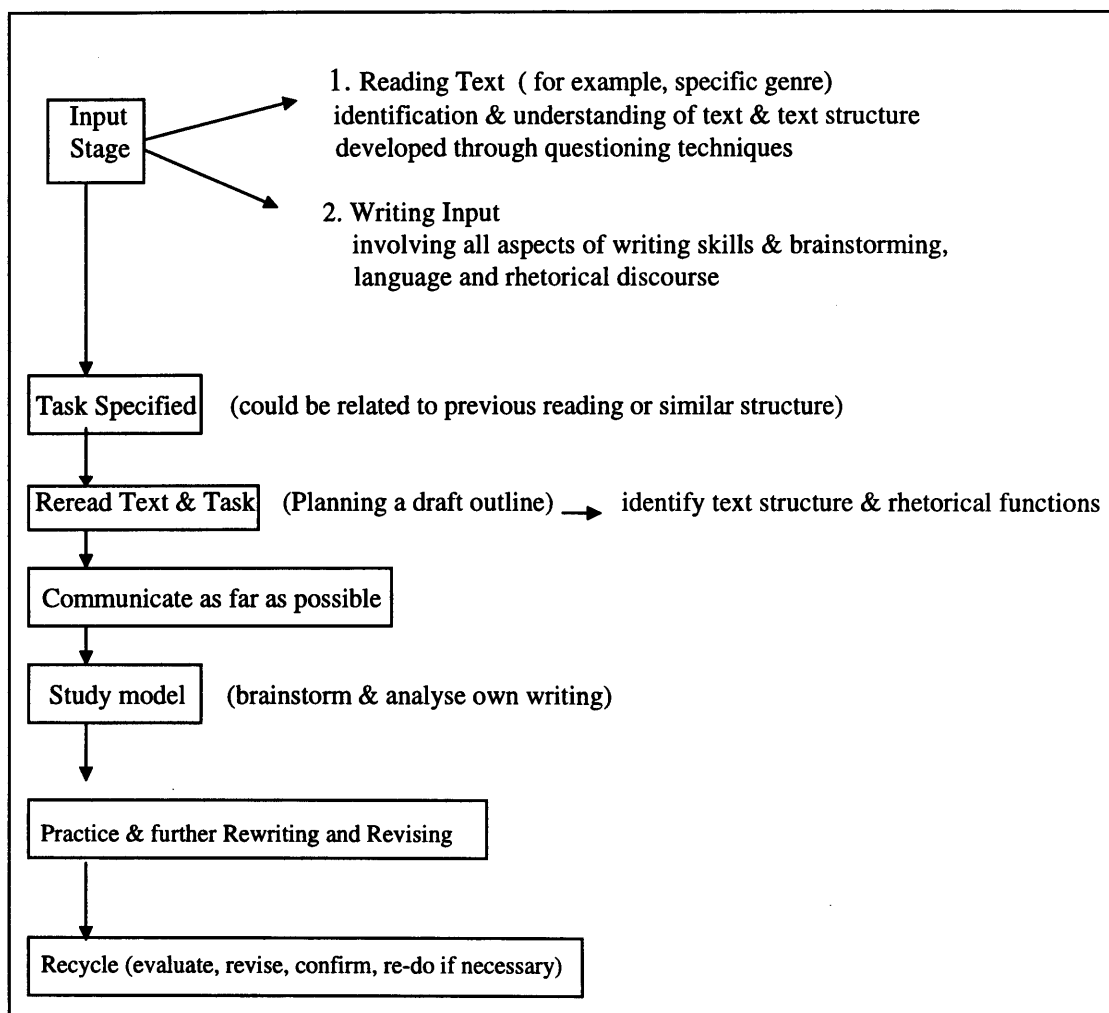 Input
Stage
1. Reading Text ( for example, specific genre)
identification & understanding of text & text structure
developed through questioning techniques
2. Writing Input
involving all aspects of writing skills & brainstorming,
language and rhetorical discourse
Task Specified (could be related to previous reading or similar structure)
Reread Text & Task (Planning a draft outline) identify text structure & rhetorical functions
Communicate as far as possible
Study model (brainstorm & analyse own writing)
Practice & further Rewriting and Revising
Recycle (evaluate, revise, confirm, re-do if necessary)